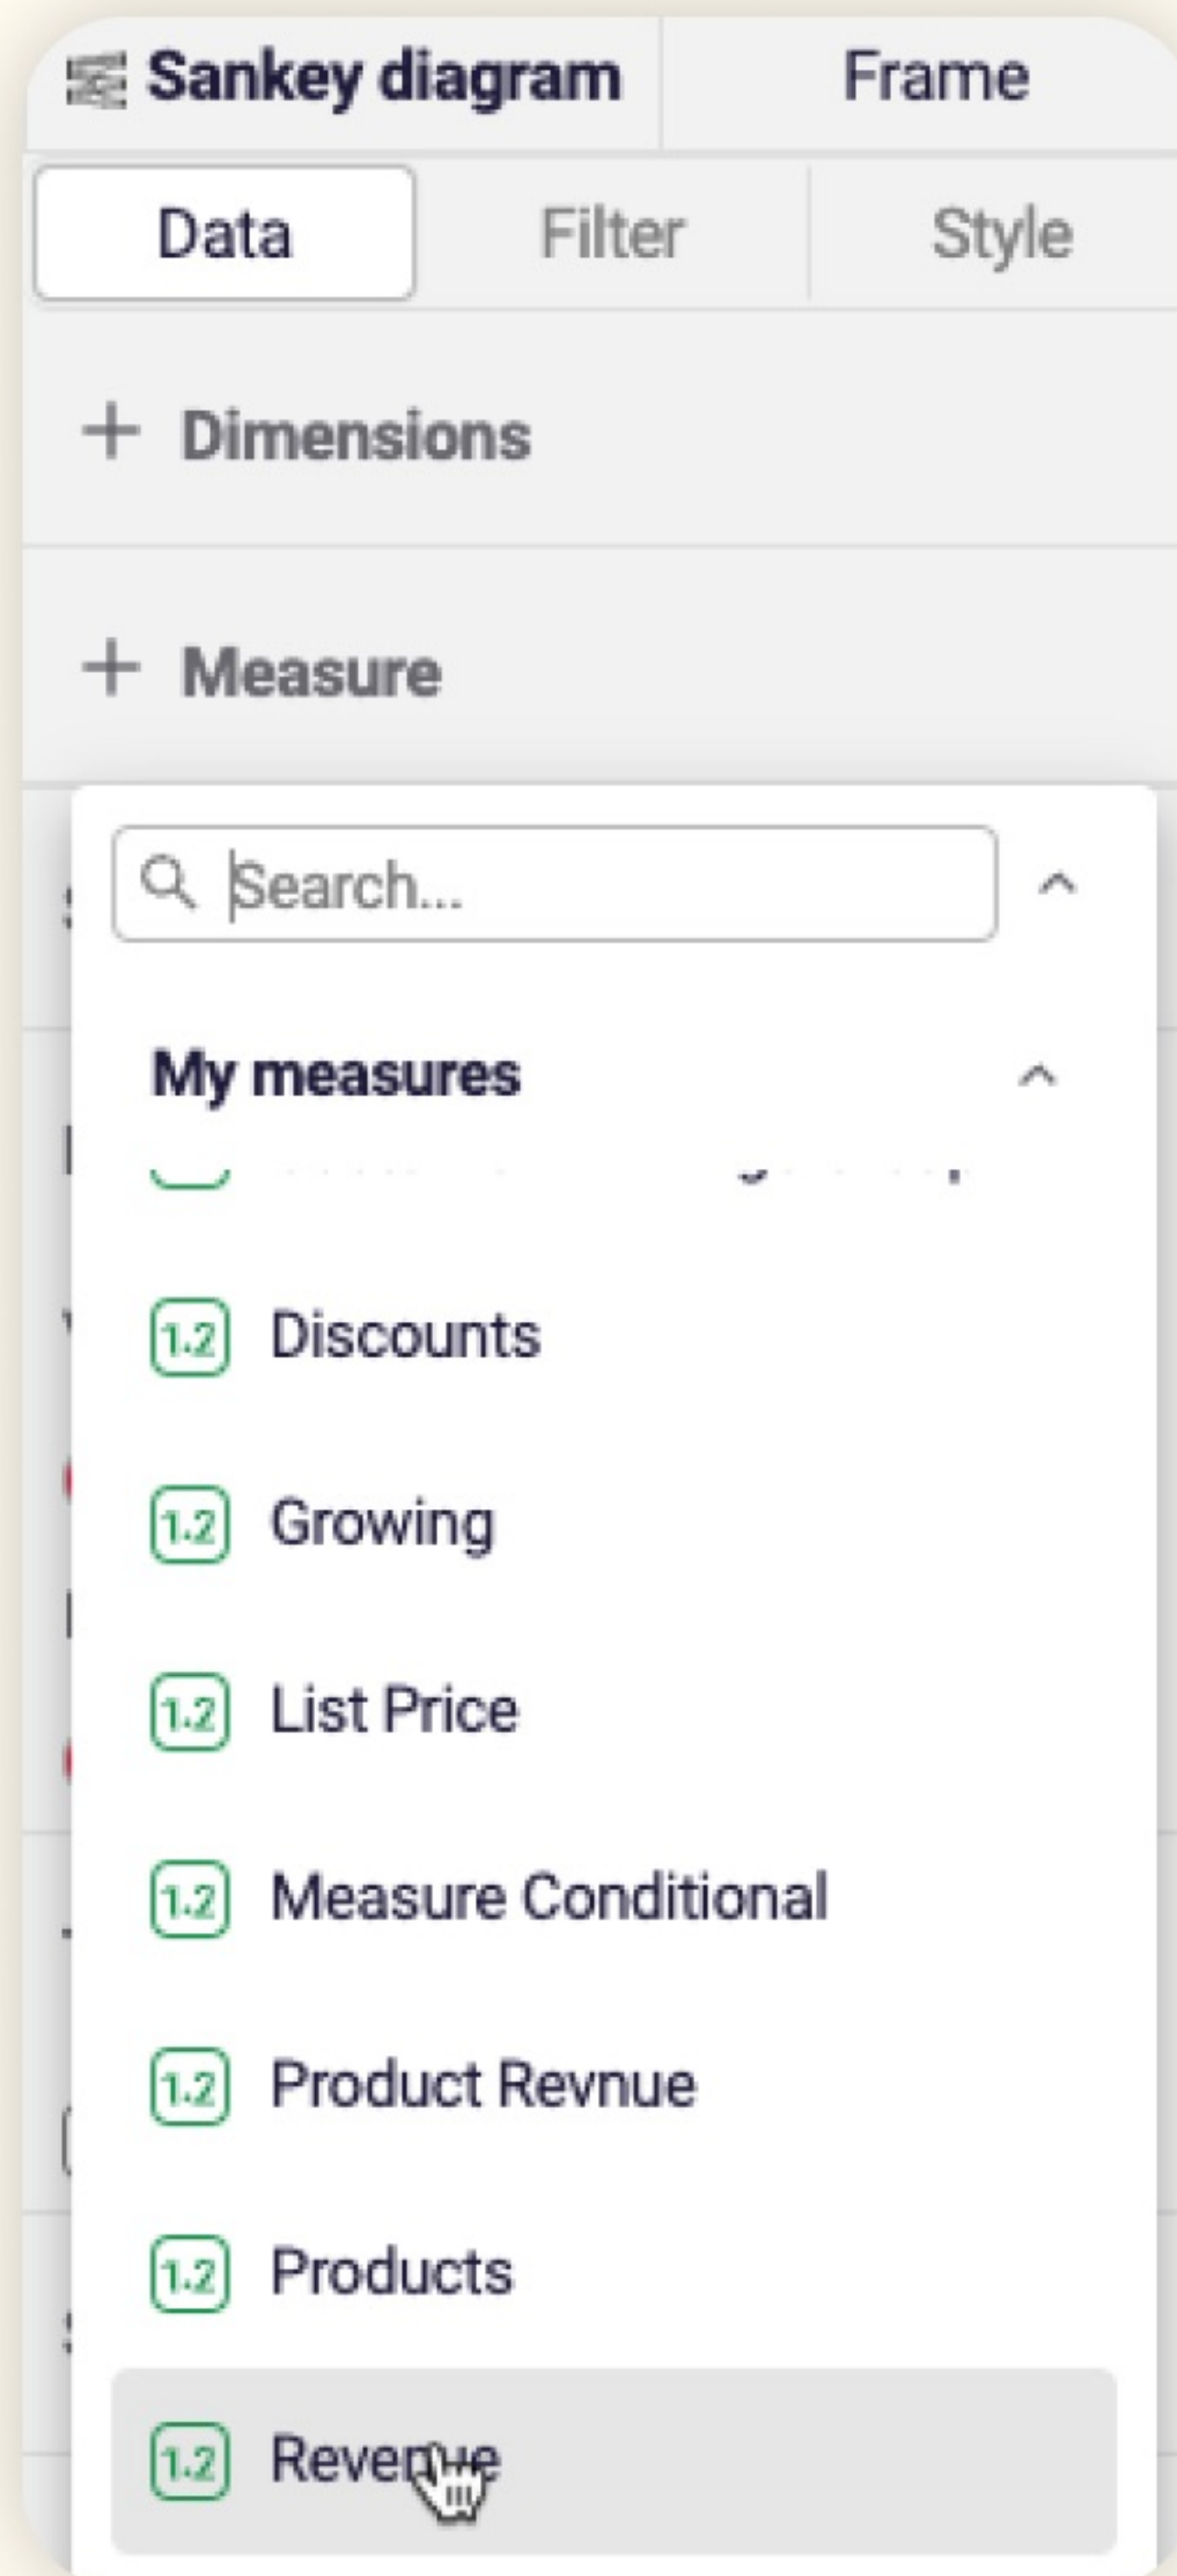 Sankey diagram Frame
Data Filter Style
+ Dimensions
+ Measure
Search...
My measures
1.2 Discounts
1.2 Growing
1.2 List Price
1.2 Measure Conditional
1.2 Product Revnue
1.2 Products
1.2 Revenue